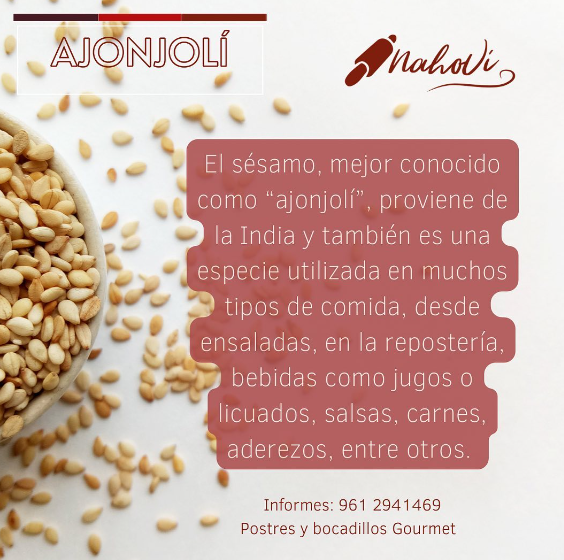 AJONJOLÍ
NahoVi
El sésamo, mejor conocido
como “ajonjolí”, proviene de
la India y también es una
especie utilizada en muchos
tipos de comida, desde
ensaladas, en la repostería,
bebidas como jugos o
licuados, salsas, carnes,
aderezos, entre otros.
Informes: 961 2941469
Postres y bocadillos Gourmet